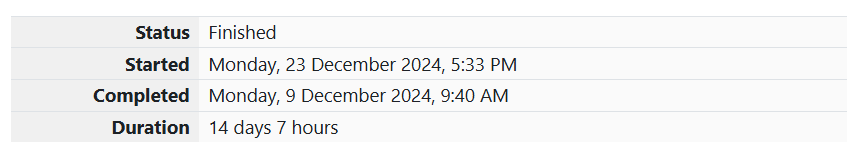 Status Finished
Started Monday, 23 December 2024, 5:33 PM
Completed Monday, 9 December 2024, 9:40 AM
Duration 14 days 7 hours